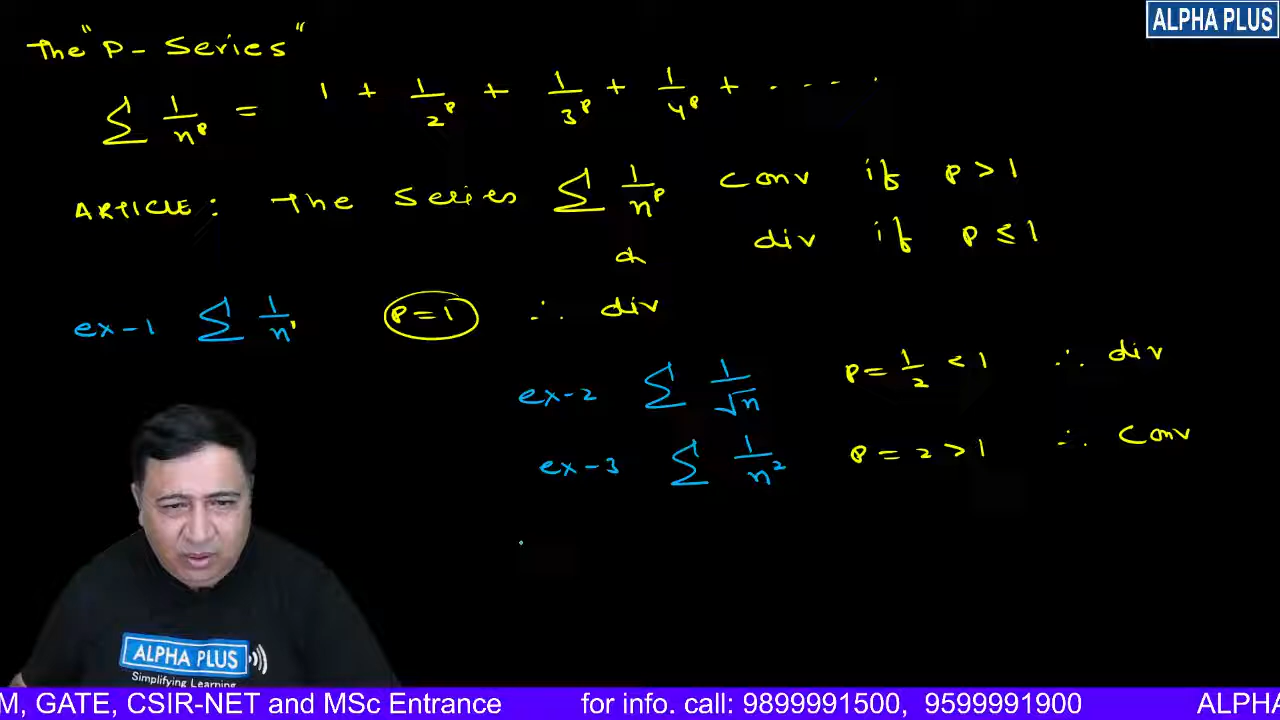 ALPHA PLUS
The "P-Series"
∑ 1/n^p = 1 + 1/2^p + 1/3^p + 1/4^p + .....
ARTICLE: The Series ∑ 1/n^p conv if p > 1
& div if p ≤ 1
ex-1 ∑ 1/n^1 p = 1 ∴ div
ex-2 ∑ 1/√n p = 1/2 < 1 ∴ div
ex-3 ∑ 1/n^2 p = 2 > 1 ∴ Conv
ALPHA PLUS
Simplifying Learning
M, GATE, CSIR-NET and MSc Entrance for info. call: 9899991500, 9599991900 ALPHA